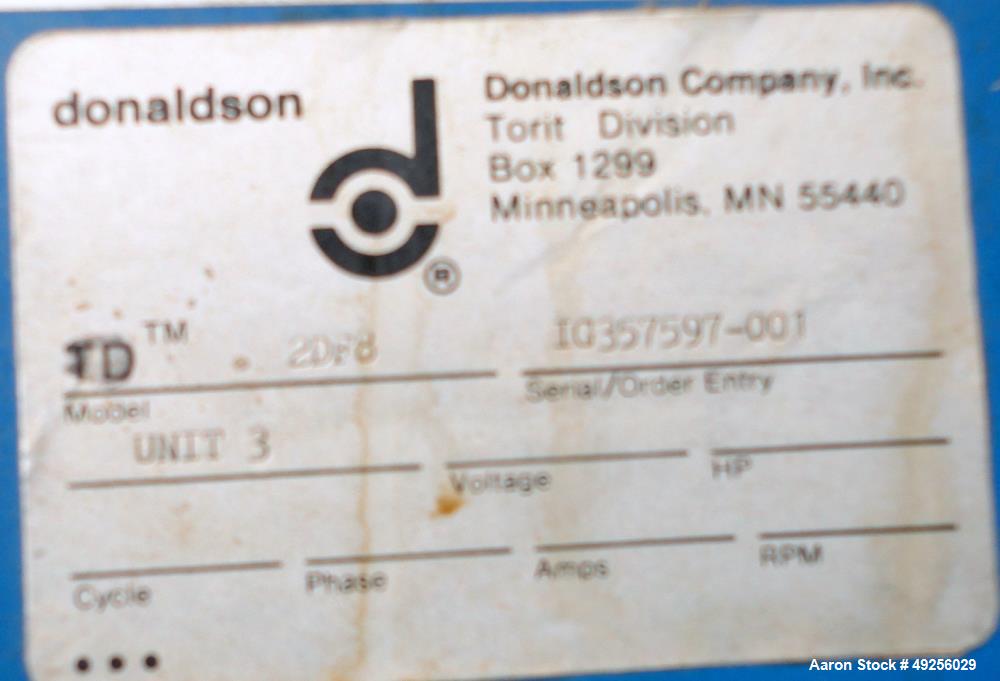 donaldson
Donaldson Company, Inc.
Torit Division
Box 1299
Minneapolis, MN 55440
®
TD™ 2DF8
Model
IG357597-001
Serial/Order Entry
UNIT 3
Voltage
HP
Cycle
Phase
Amps
RPM
Aaron Stock # 49256029